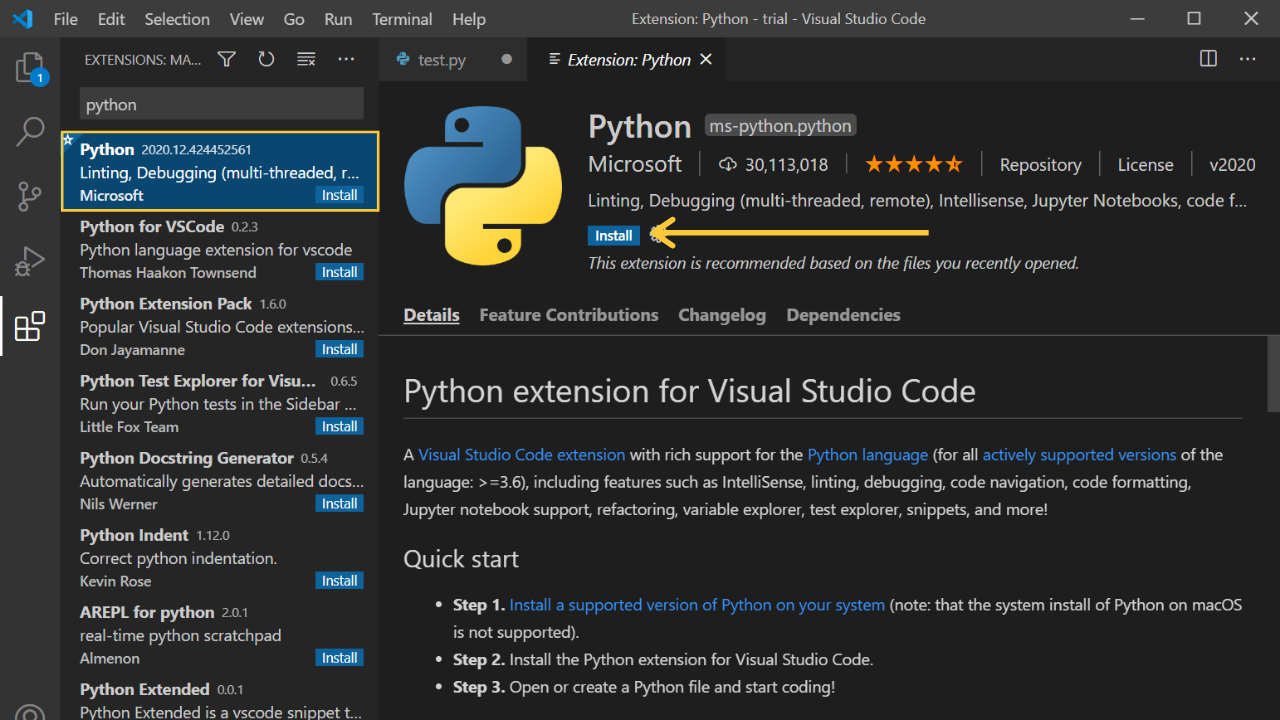 File Edit Selection View Go Run Terminal Help Extension: Python - trial - Visual Studio Code
EXTENSIONS: MA...
test.py
Extension: Python
1
python
Python 2020.12.424452561
Linting, Debugging (multi-threaded, r...
Microsoft Install
Python for VSCode 0.2.3
Python language extension for vscode
Thomas Haakon Townsend Install
Python Extension Pack 1.6.0
Popular Visual Studio Code extensions...
Don Jayamanne Install
Python Test Explorer for Visu... 0.6.5
Run your Python tests in the Sidebar ...
Little Fox Team Install
Python Docstring Generator 0.5.4
Automatically generates detailed docs...
Nils Werner Install
Python Indent 1.12.0
Correct python indentation.
Kevin Rose Install
AREPL for python 2.0.1
real-time python scratchpad
Almenon Install
Python Extended 0.0.1
Python Extended is a vscode snippet t...
Python ms-python.python
Microsoft 30,113,018 Repository License v2020
Linting, Debugging (multi-threaded, remote), Intellisense, Jupyter Notebooks, code f...
Install
This extension is recommended based on the files you recently opened.
Details Feature Contributions Changelog Dependencies
Python extension for Visual Studio Code
A Visual Studio Code extension with rich support for the Python language (for all actively supported versions of the
language: >=3.6), including features such as IntelliSense, linting, debugging, code navigation, code formatting,
Jupyter notebook support, refactoring, variable explorer, test explorer, snippets, and more!
Quick start
• Step 1. Install a supported version of Python on your system (note: that the system install of Python on macOS
is not supported).
• Step 2. Install the Python extension for Visual Studio Code.
• Step 3. Open or create a Python file and start coding!